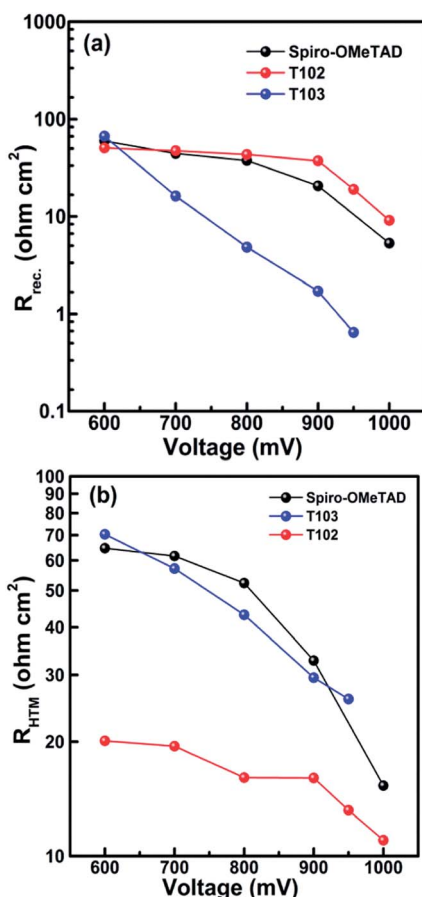 (a)
Spiro-OMeTAD
T102
T103
1000
100
10
1
0.1
R_rec. (ohm cm²)
600 700 800 900 1000
Voltage (mV)
(b)
Spiro-OMeTAD
T103
T102
100
90
80
70
60
50
40
30
20
10
R_HTM (ohm cm²)
600 700 800 900 1000
Voltage (mV)